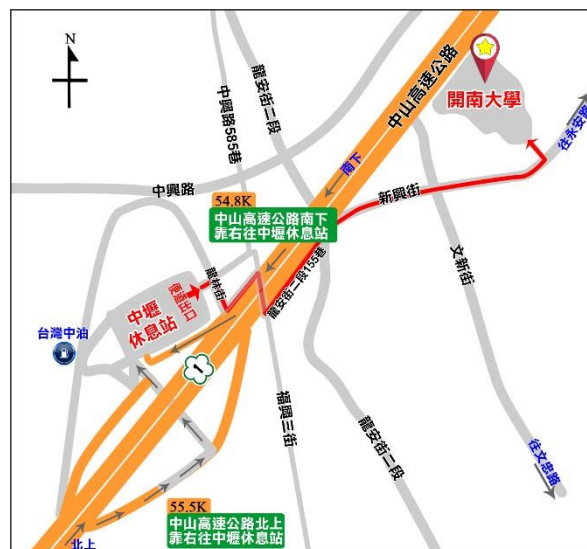 N
中山高速公路
開南大學
往永安路
龍安街二段
中興路585巷
中興路
南下
新興街
54.8K
中山高速公路南下
靠右往中壢休息站
龍林街
龍安街二段155巷
文新街
便道出口
中壢
休息站
台灣中油
1
福興三街
龍安街二段
往文忠路
55.5K
中山高速公路北上
靠右往中壢休息站
北上